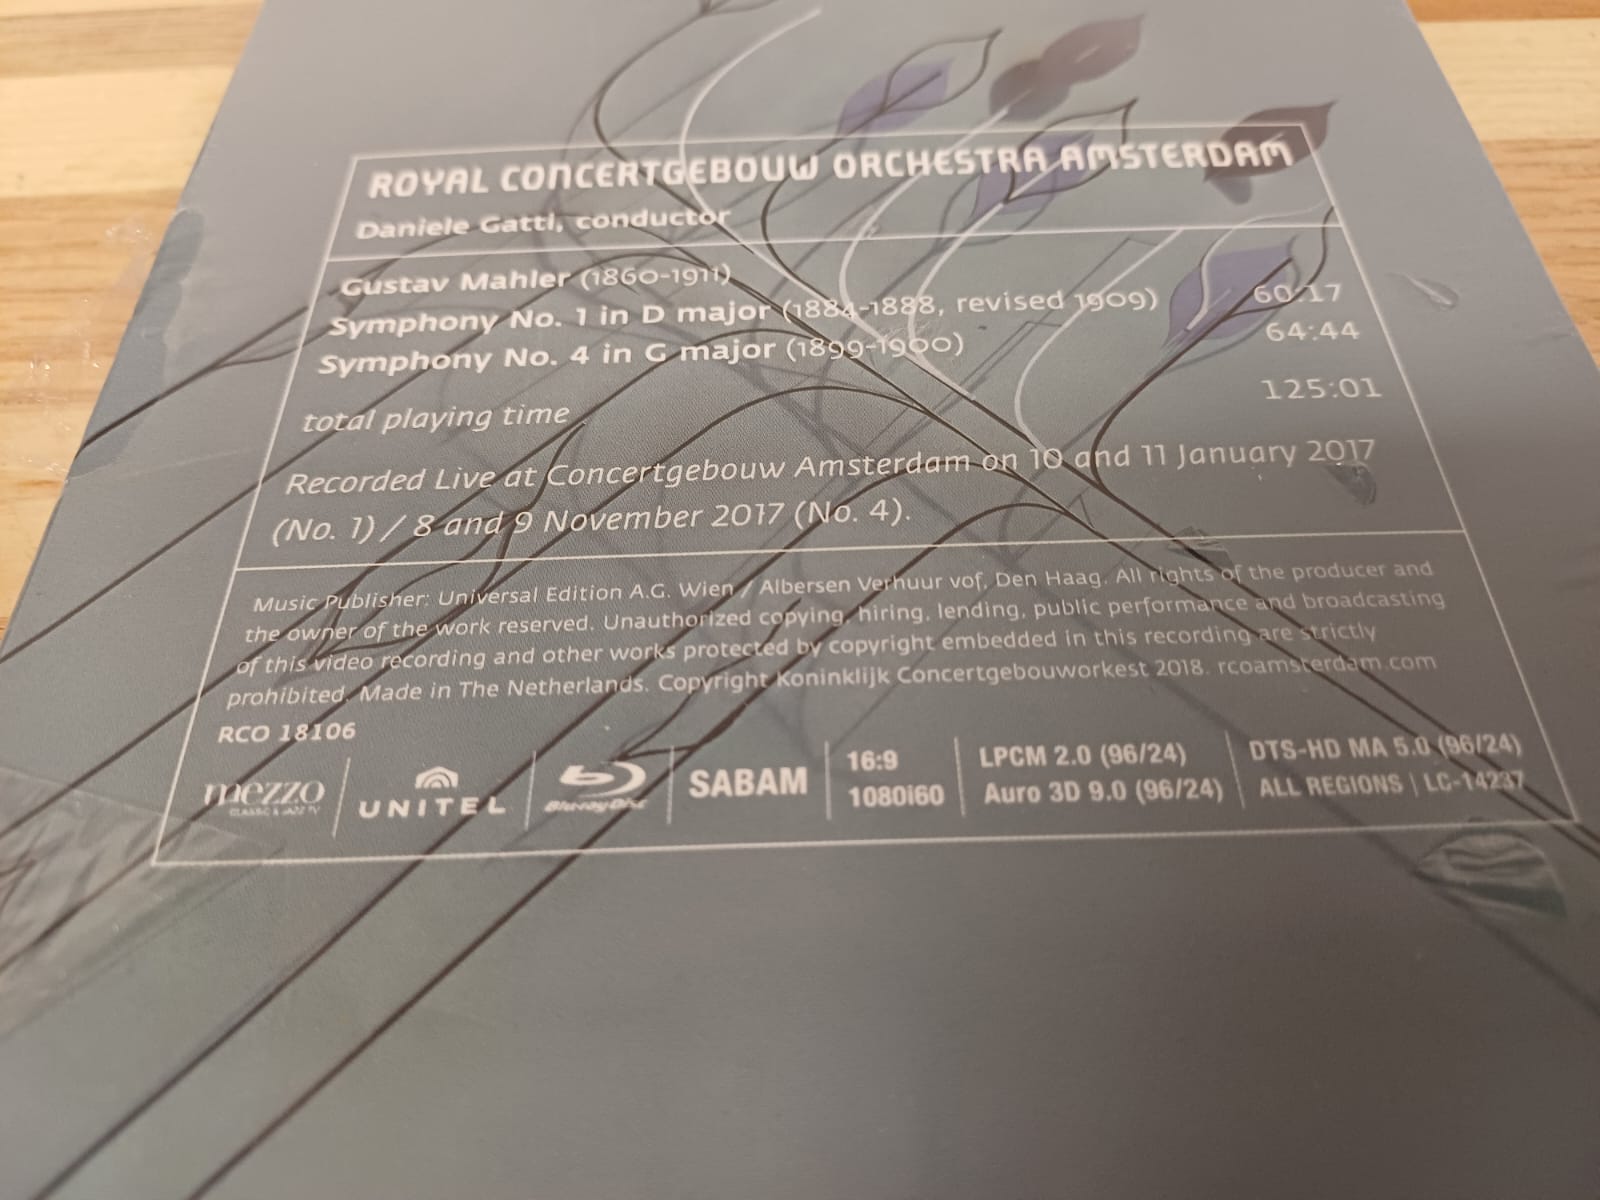 ROYAL CONCERTGEBOUW ORCHESTRA AMSTERDAM
Daniele Gatti, conductor
Gustav Mahler (1860-1911)
Symphony No. 1 in D major (1884-1888, revised 1909) 60:17
Symphony No. 4 in G major (1899-1900) 64:44
total playing time 125:01
Recorded Live at Concertgebouw Amsterdam on 10 and 11 January 2017
(No. 1) / 8 and 9 November 2017 (No. 4).
Music Publisher: Universal Edition A.G. Wien / Albersen Verhuur vof, Den Haag. All rights of the producer and
the owner of the work reserved. Unauthorized copying, hiring, lending, public performance and broadcasting
of this video recording and other works protected by copyright embedded in this recording are strictly
prohibited. Made in The Netherlands. Copyright Koninklijk Concertgebouworkest 2018. rcoamsterdam.com
RCO 18106
mezzo
CLASSIC & JAZZ TV
UNITEL
Blu-ray Disc
SABAM
16:9
1080i60
LPCM 2.0 (96/24)
Auro 3D 9.0 (96/24)
DTS-HD MA 5.0 (96/24)
ALL REGIONS | LC-14237